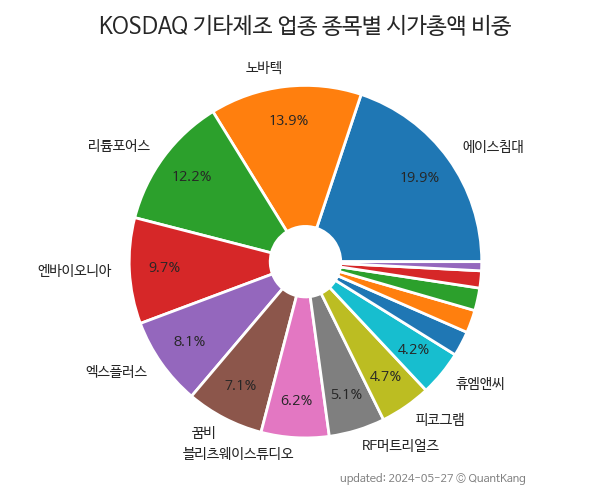 KOSDAQ 기타제조 업종 종목별 시가총액 비중
노바텍
13.9%
에이스침대
19.9%
리튬포어스
12.2%
엔바이오니아
9.7%
엑스플러스
8.1%
꿈비
7.1%
블리츠웨이스튜디오
6.2%
RF머트리얼즈
5.1%
피코그램
4.7%
휴엠앤씨
4.2%
updated: 2024-05-27 © QuantKang